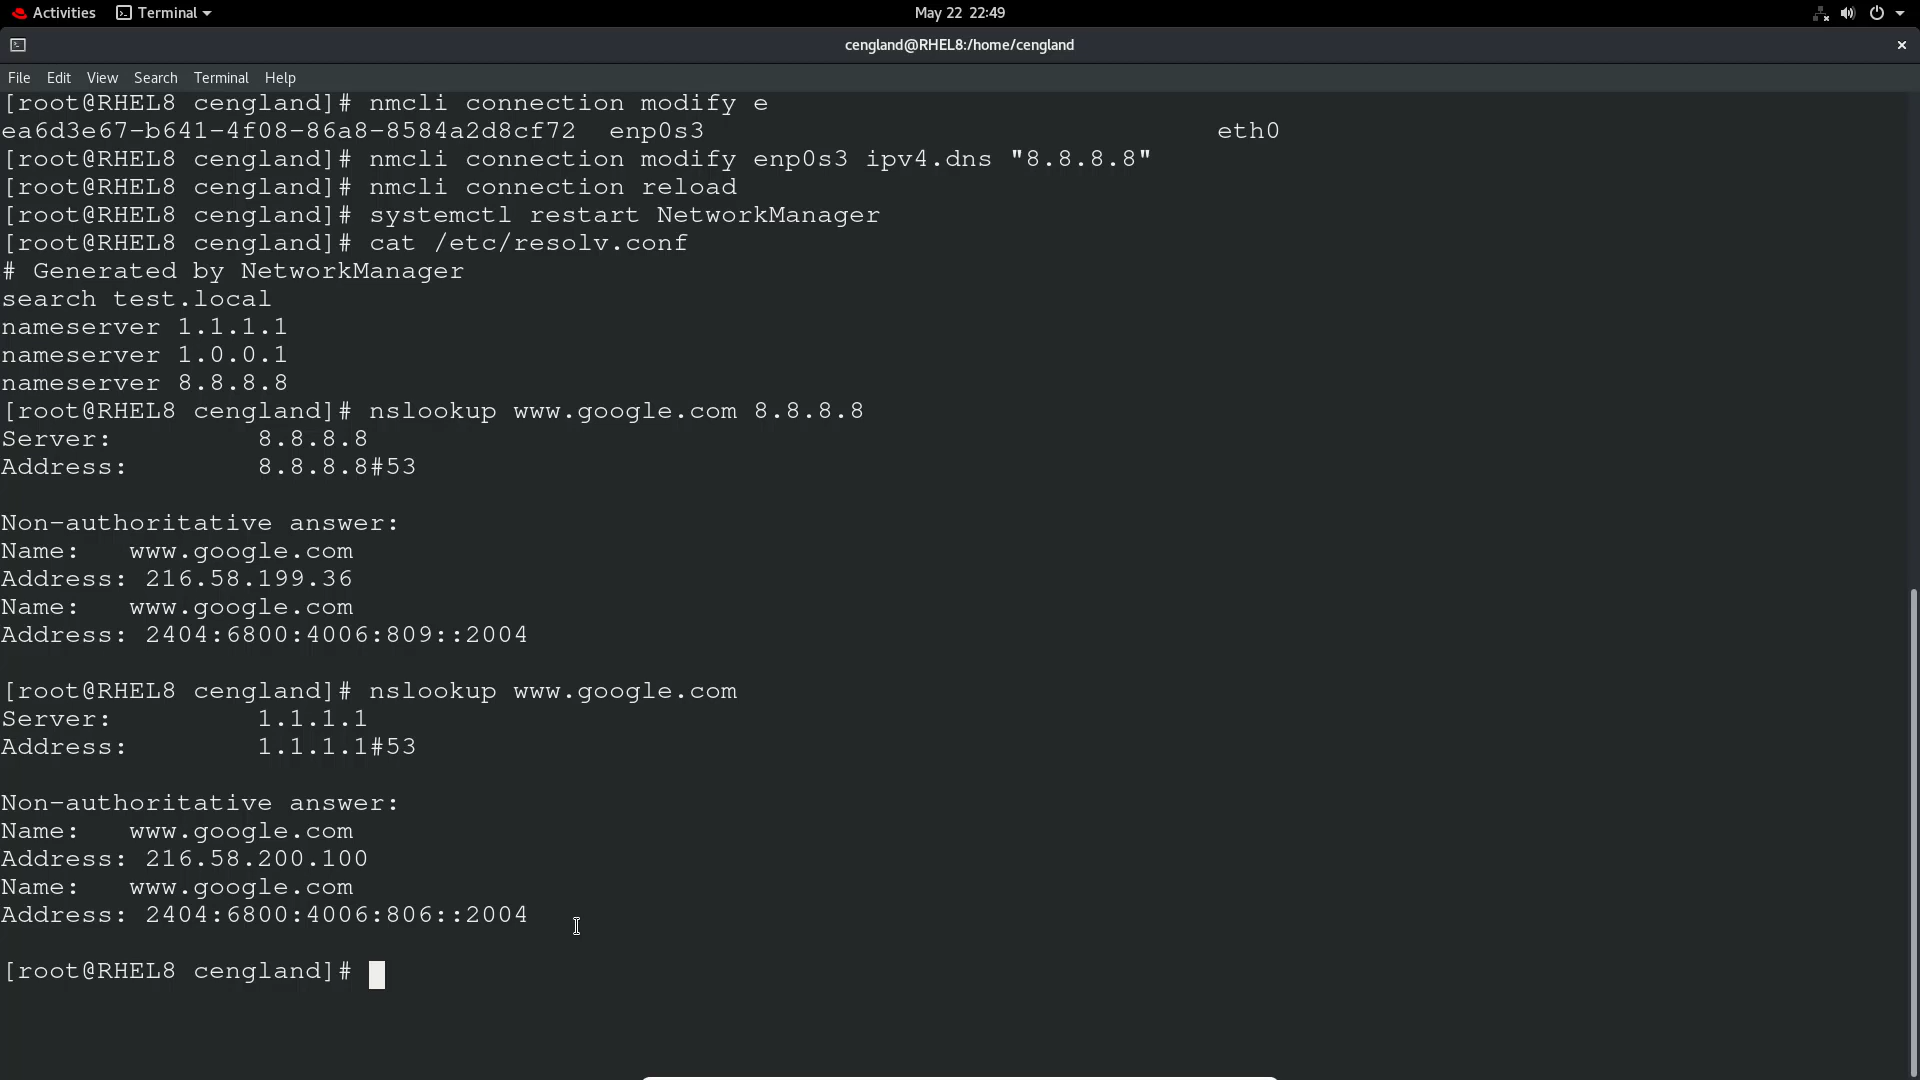 Activities Terminal May 22 22:49
cengland@RHEL8:/home/cengland
File Edit View Search Terminal Help
[root@RHEL8 cengland]# nmcli connection modify e
ea6d3e67-b641-4f08-86a8-8584a2d8cf72 enp0s3 eth0
[root@RHEL8 cengland]# nmcli connection modify enp0s3 ipv4.dns "8.8.8.8"
[root@RHEL8 cengland]# nmcli connection reload
[root@RHEL8 cengland]# systemctl restart NetworkManager
[root@RHEL8 cengland]# cat /etc/resolv.conf
# Generated by NetworkManager
search test.local
nameserver 1.1.1.1
nameserver 1.0.0.1
nameserver 8.8.8.8
[root@RHEL8 cengland]# nslookup www.google.com 8.8.8.8
Server: 8.8.8.8
Address: 8.8.8.8#53
Non-authoritative answer:
Name: www.google.com
Address: 216.58.199.36
Name: www.google.com
Address: 2404:6800:4006:809::2004
[root@RHEL8 cengland]# nslookup www.google.com
Server: 1.1.1.1
Address: 1.1.1.1#53
Non-authoritative answer:
Name: www.google.com
Address: 216.58.200.100
Name: www.google.com
Address: 2404:6800:4006:806::2004
[root@RHEL8 cengland]#